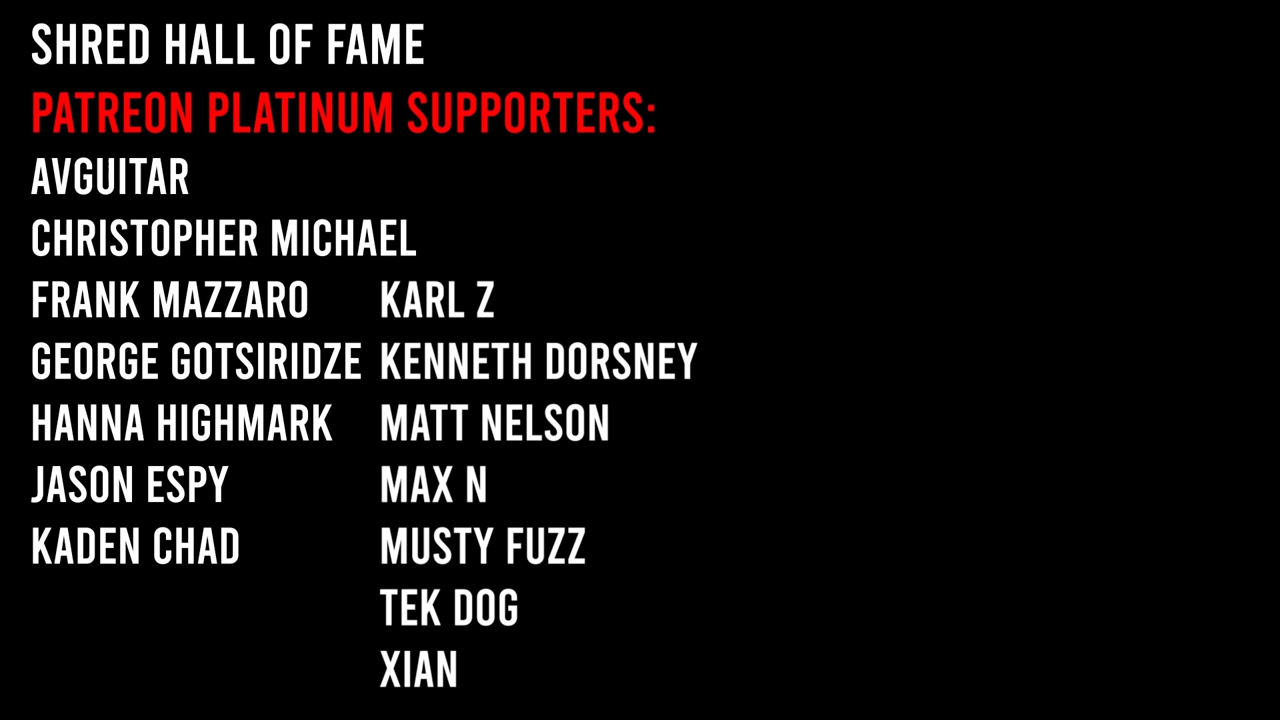 SHRED HALL OF FAME
PATREON PLATINUM SUPPORTERS:
AVGUITAR
CHRISTOPHER MICHAEL
FRANK MAZZARO
GEORGE GOTSIRIDZE
HANNA HIGHMARK
JASON ESPY
KADEN CHAD
KARL Z
KENNETH DORSNEY
MATT NELSON
MAX N
MUSTY FUZZ
TEK DOG
XIAN